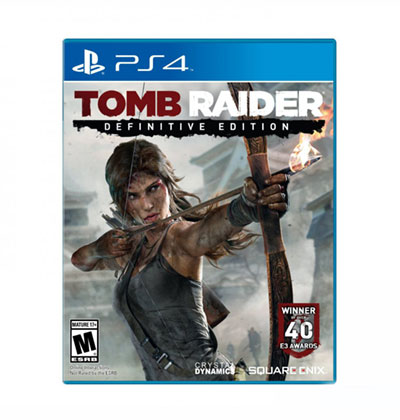 PS4
TOMB RAIDER
DEFINITIVE EDITION
WINNER
40
E3 AWARDS
MATURE 17+
M
ESRB
CRYSTAL
DYNAMICS
SQUARE ENIX